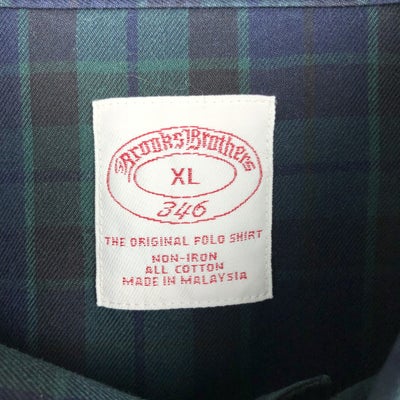 Brooks Brothers
XL
346
THE ORIGINAL POLO SHIRT
NON-IRON
ALL COTTON
MADE IN MALAYSIA